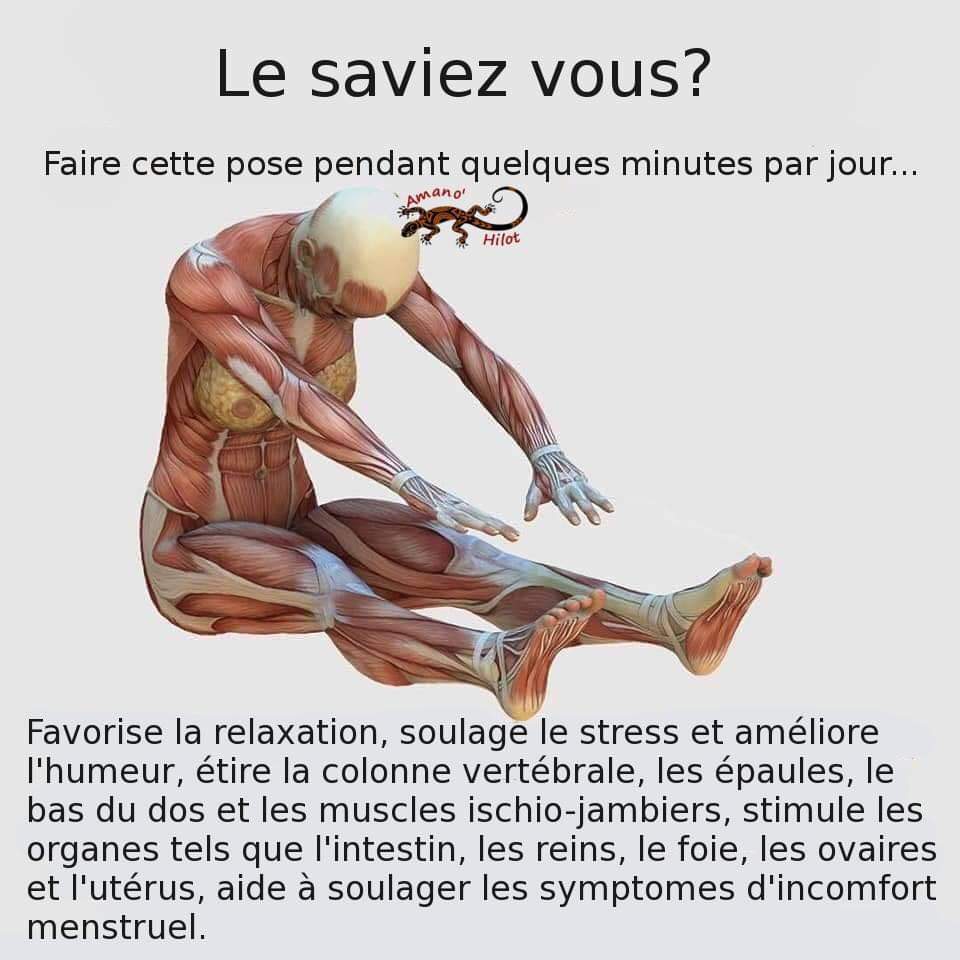 Le saviez vous?
Faire cette pose pendant quelques minutes par jour...
Amano'
Hilot
Favorise la relaxation, soulage le stress et améliore
l'humeur, étire la colonne vertébrale, les épaules, le
bas du dos et les muscles ischio-jambiers, stimule les
organes tels que l'intestin, les reins, le foie, les ovaires
et l'utérus, aide à soulager les symptomes d'incomfort
menstruel.